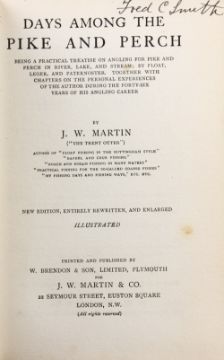 Fred C Smith
DAYS AMONG THE
PIKE AND PERCH
BEING A PRACTICAL TREATISE ON ANGLING FOR PIKE AND
PERCH IN RIVER, LAKE, AND STREAM, BY FLOAT,
LEGER, AND PATERNOSTER, TOGETHER WITH
CHAPTERS ON THE PERSONAL EXPERIENCES
OF THE AUTHOR DURING THE FORTY-SIX
YEARS OF HIS ANGLING CAREER
BY
J. W. MARTIN
("THE TRENT OTTER")
AUTHOR OF "FLOAT FISHING IN THE NOTTINGHAM STYLE"
"BARBEL AND CHUB FISHING"
"ROACH AND BREAM FISHING IN MANY WATERS"
"PRACTICAL FISHING FOR THE SO-CALLED COARSE FISHES"
"MY FISHING DAYS AND FISHING WAYS," ETC. ETC.
NEW EDITION, ENTIRELY REWRITTEN, AND ENLARGED
ILLUSTRATED
PRINTED AND PUBLISHED BY
W. BRENDON & SON, LIMITED, PLYMOUTH
FOR
J. W. MARTIN & CO.
22 SEYMOUR STREET, EUSTON SQUARE
LONDON, N.W.
(All rights reserved)